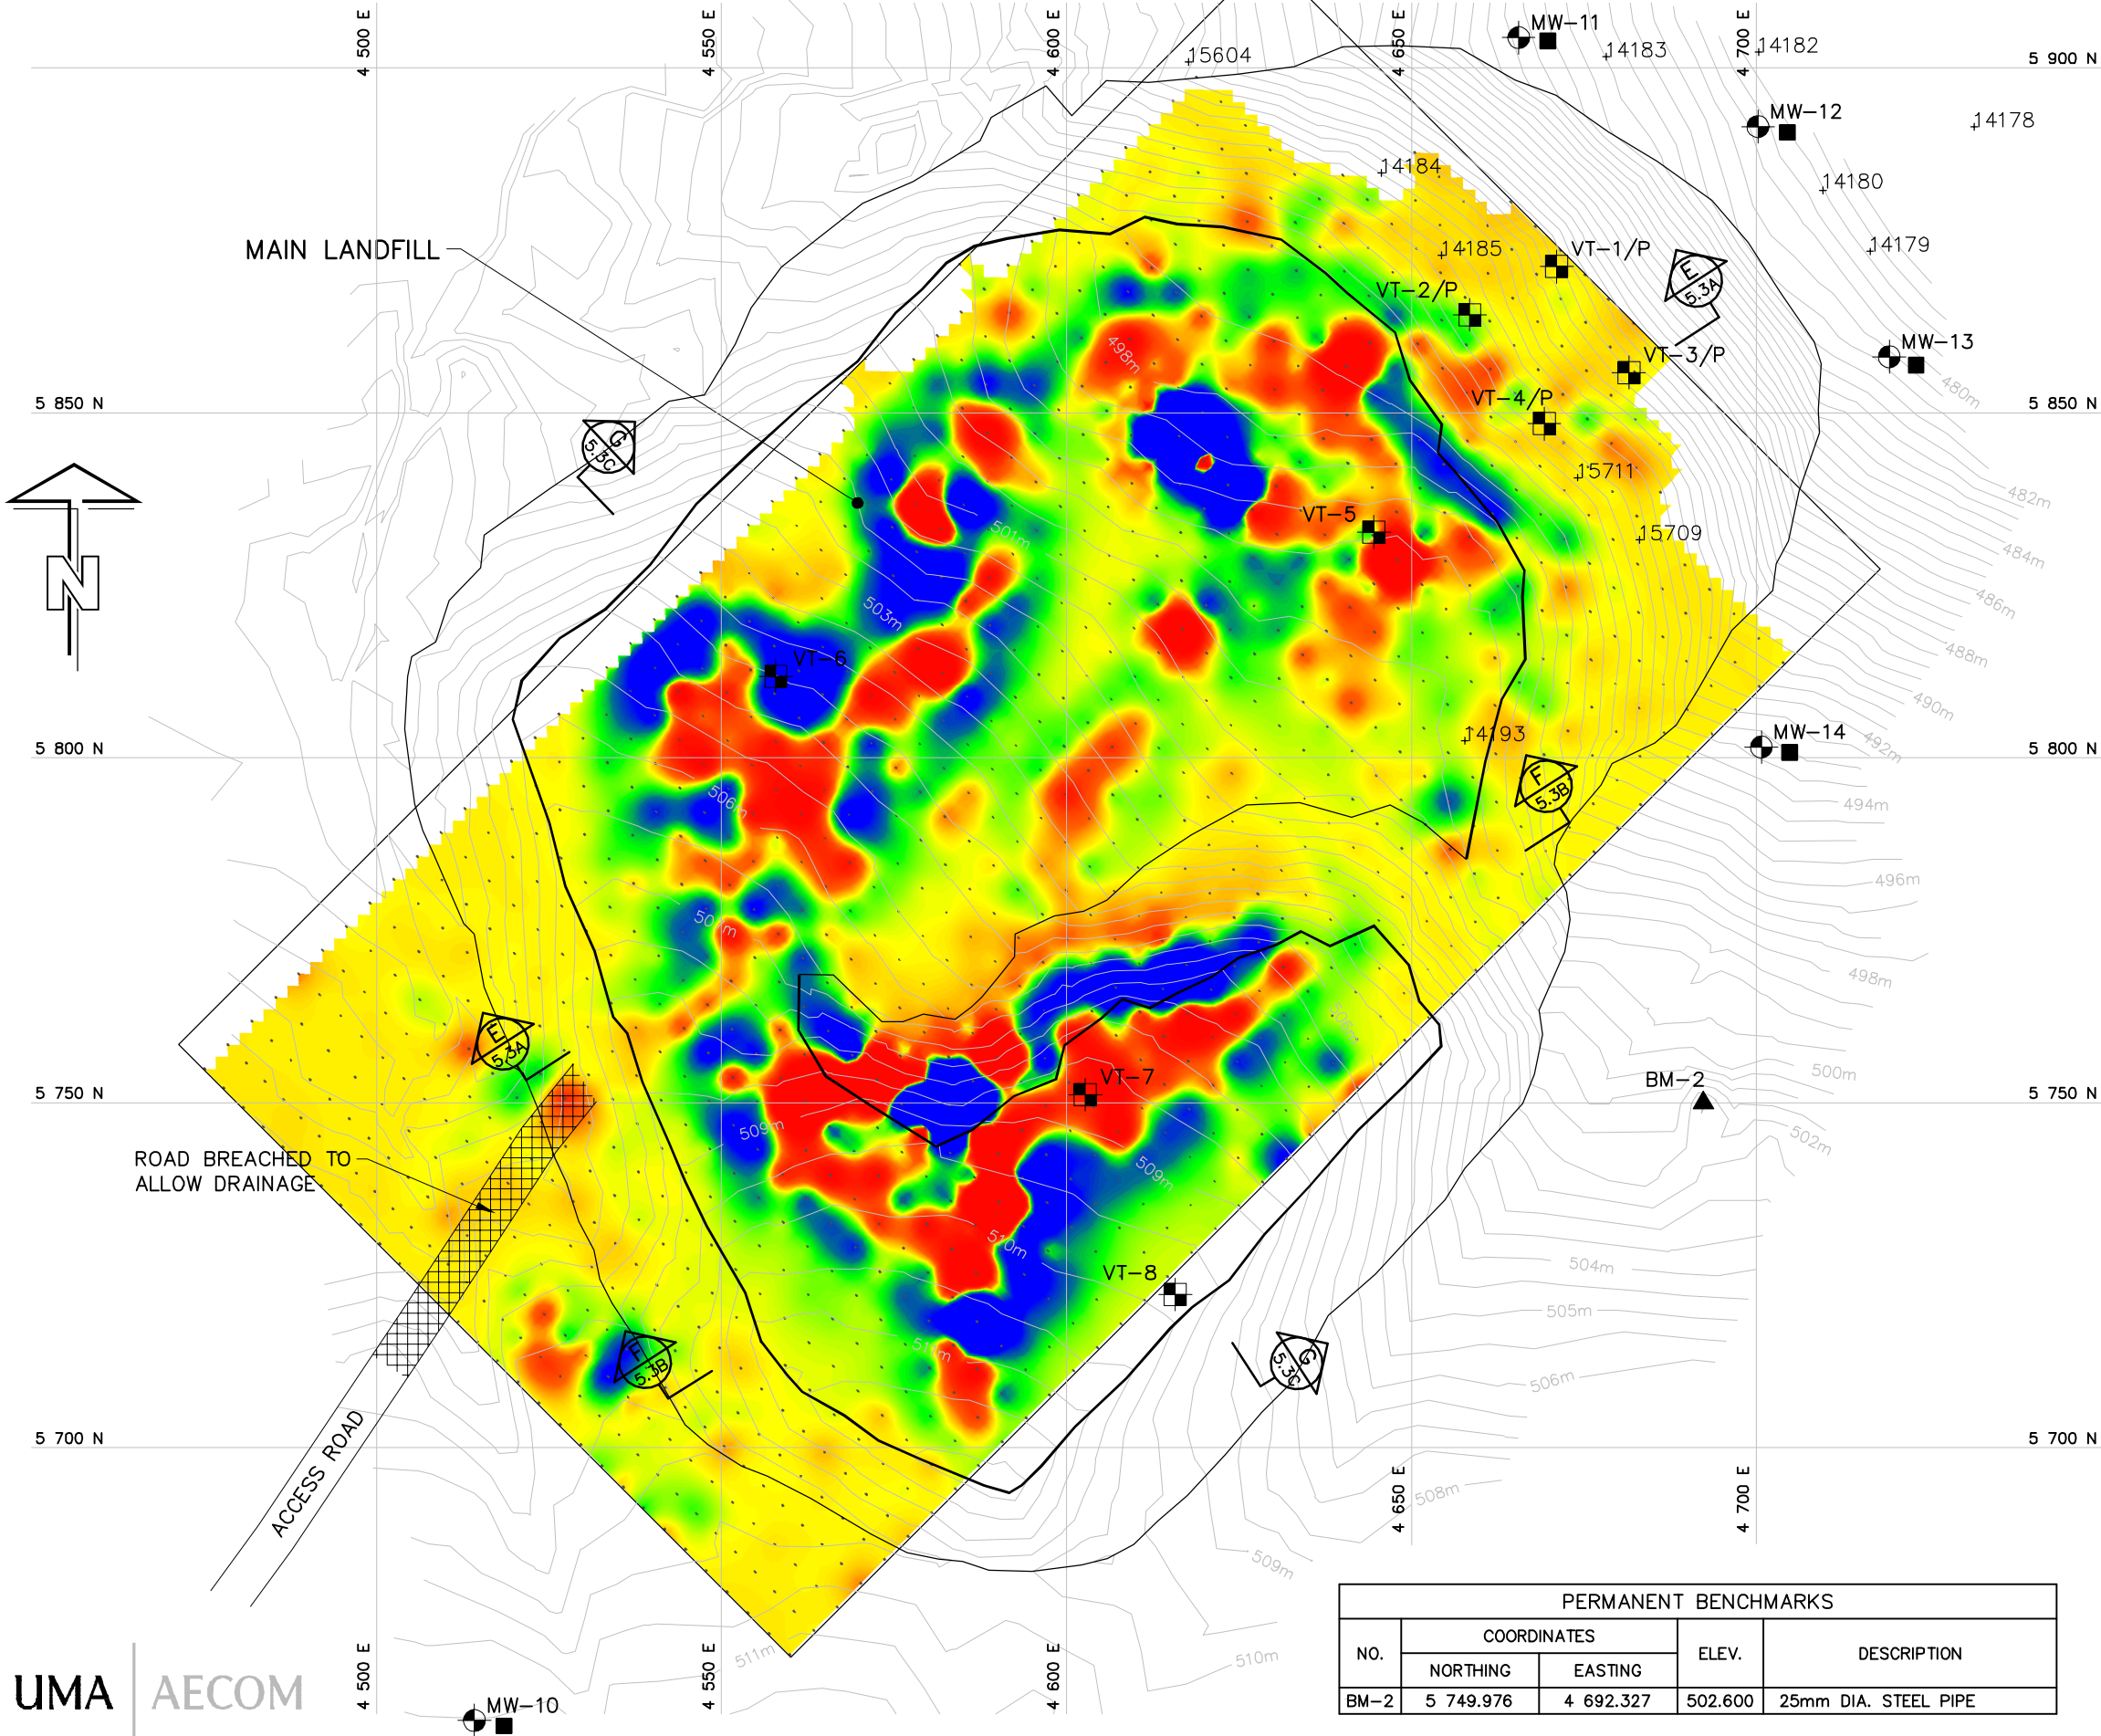 4 500 E
4 550 E
4 600 E
4 650 E
4 700 E
MW-11
14183
14182
15604
5 900 N
MW-12
14178
14184
14180
MAIN LANDFILL
14185
VT-1/P
14179
E
5.3A
VT-2/P
MW-13
VT-3/P
498m
480m
5 850 N
VT-4/P
5 850 N
G
5.3C
15711
482m
VT-5
501m
15709
484m
503m
486m
VT-6
488m
490m
14193
MW-14
5 800 N
492m
5 800 N
F
5.3B
506m
494m
496m
498m
E
5.3A
506m
500m
VT-7
BM-2
5 750 N
5 750 N
509m
502m
ROAD BREACHED TO
ALLOW DRAINAGE
509m
510m
504m
VT-8
505m
511m
F
5.3B
G
5.3C
506m
ACCESS ROAD
5 700 N
5 700 N
4 650 E
4 700 E
508m
509m
511m
510m
4 500 E
4 550 E
4 600 E
PERMANENT BENCHMARKS
NO.
COORDINATES
ELEV.
DESCRIPTION
NORTHING
EASTING
BM-2 5 749.976 4 692.327 502.600 25mm DIA. STEEL PIPE
N
UMA AECOM
MW-10